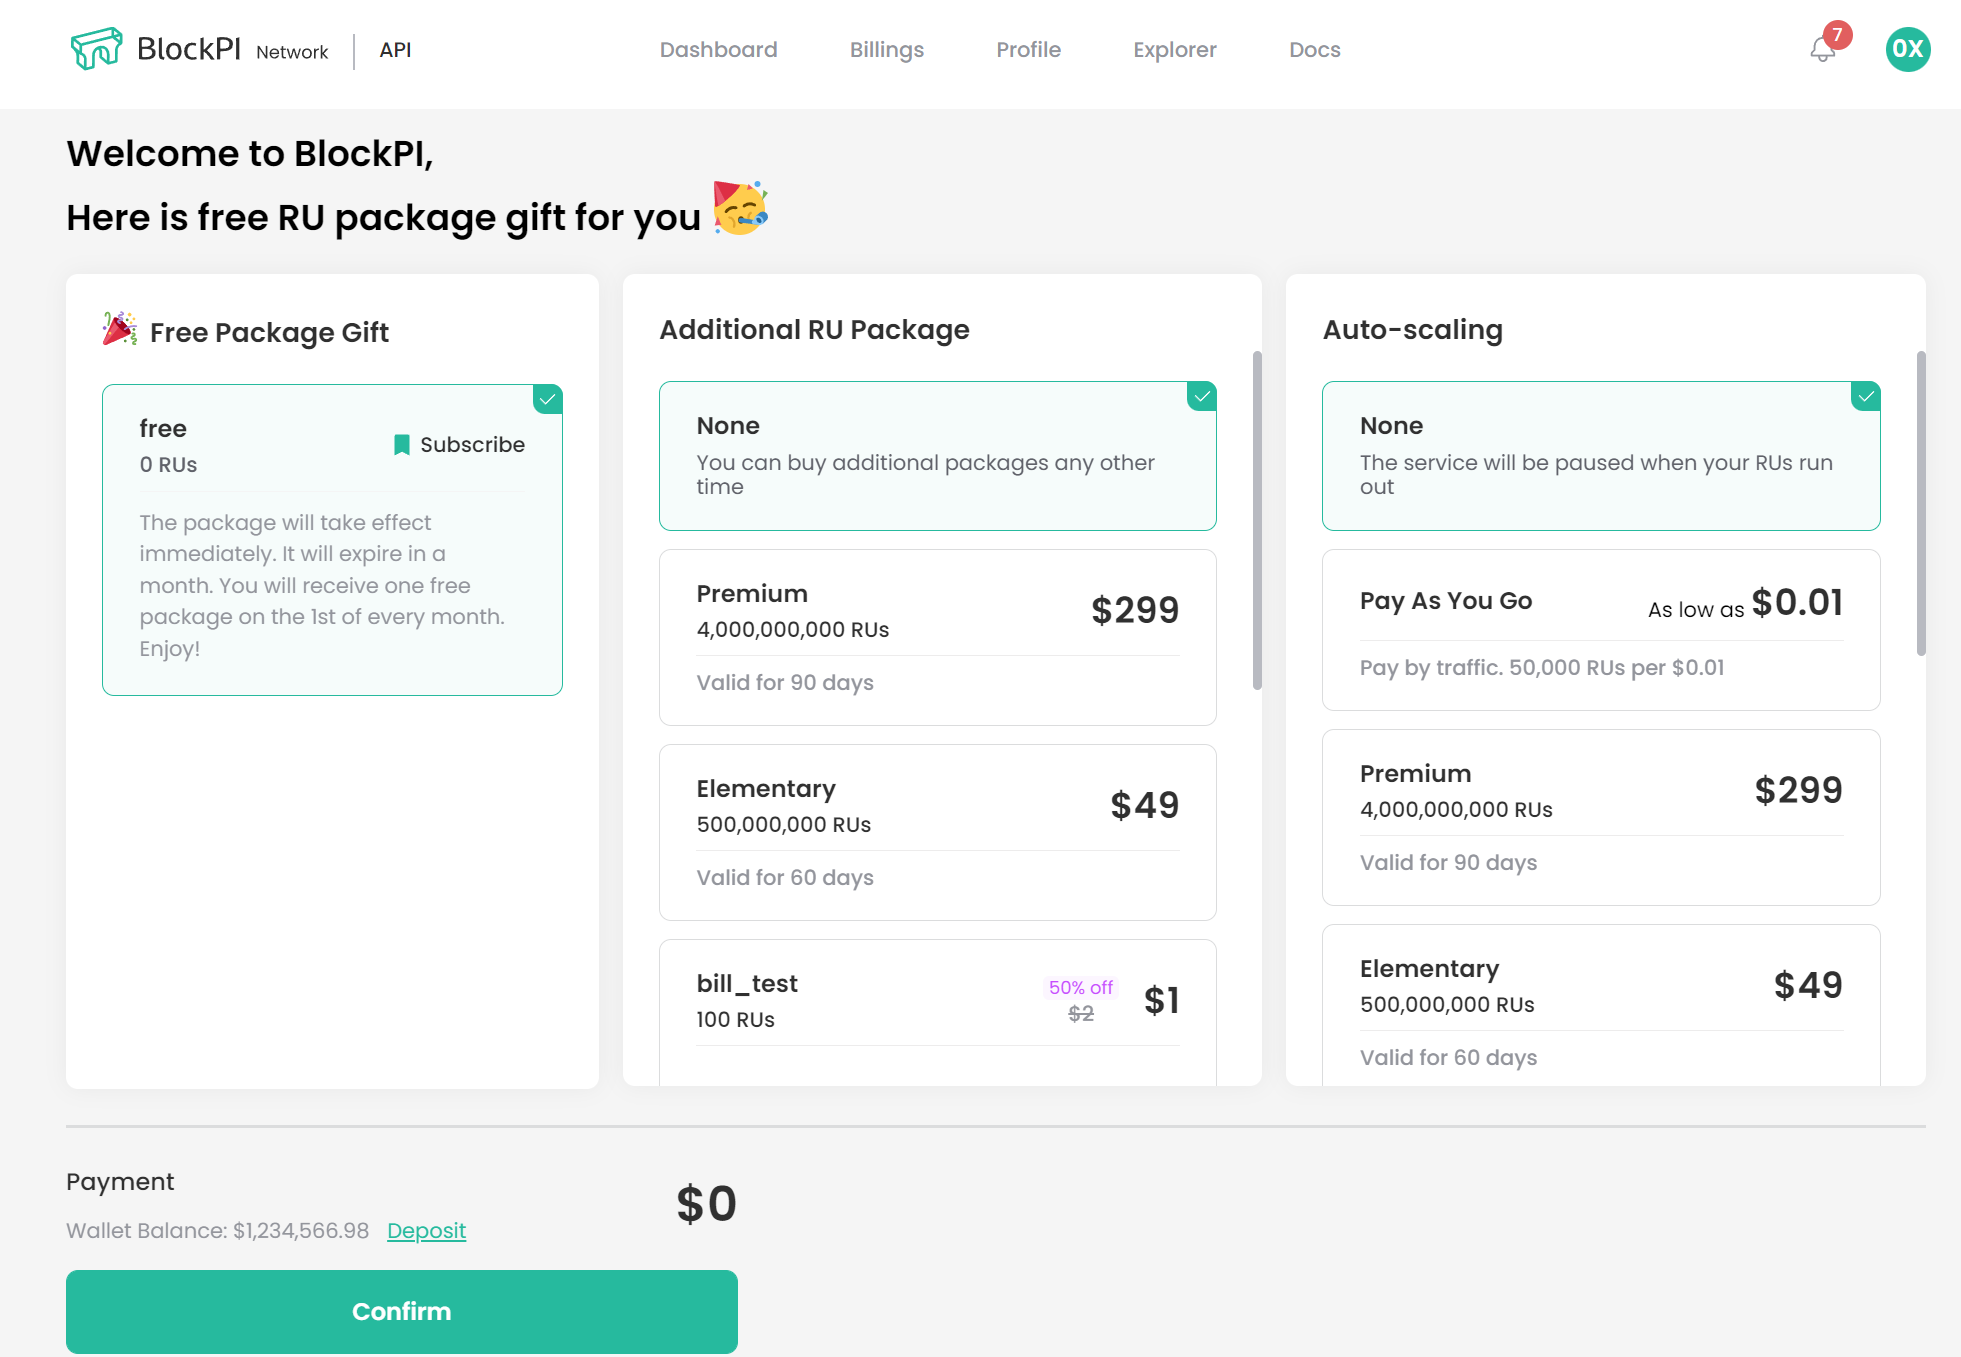 BlockPI Network API Dashboard Billings Profile Explorer Docs 7 0X
Welcome to BlockPI,
Here is free RU package gift for you
Free Package Gift
free
0 RUs
Subscribe
The package will take effect
immediately. It will expire in a
month. You will receive one free
package on the 1st of every month.
Enjoy!
Additional RU Package
None
You can buy additional packages any other
time
Premium
4,000,000,000 RUs
$299
Valid for 90 days
Elementary
500,000,000 RUs
$49
Valid for 60 days
bill_test
100 RUs
50% off
$2
$1
Auto-scaling
None
The service will be paused when your RUs run
out
Pay As You Go
As low as $0.01
Pay by traffic. 50,000 RUs per $0.01
Premium
4,000,000,000 RUs
$299
Valid for 90 days
Elementary
500,000,000 RUs
$49
Valid for 60 days
Payment
$0
Wallet Balance: $1,234,566.98 Deposit
Confirm